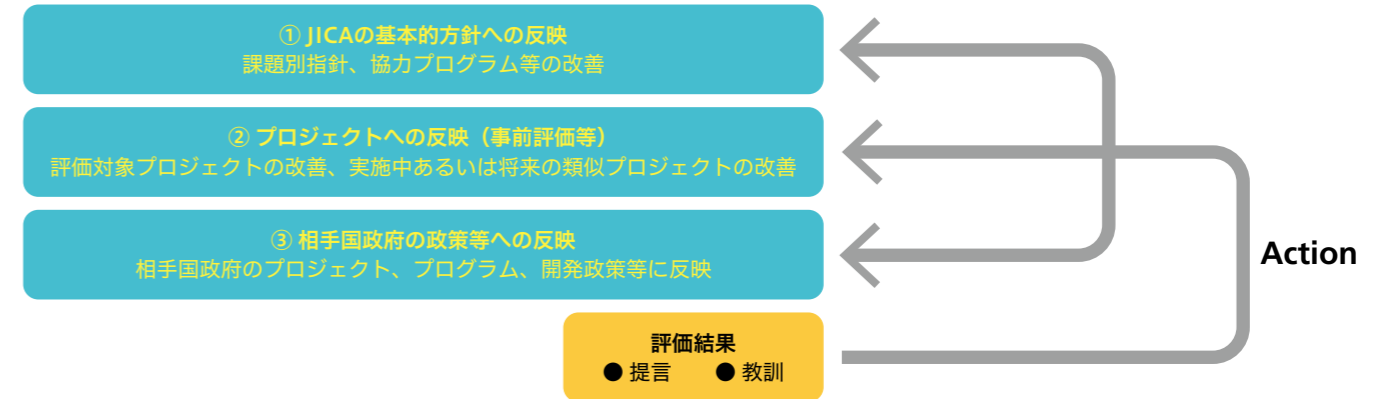 ① JICAの基本的方針への反映
課題別指針、協力プログラム等の改善
② プロジェクトへの反映（事前評価等）
評価対象プロジェクトの改善、実施中あるいは将来の類似プロジェクトの改善
③ 相手国政府の政策等への反映
相手国政府のプロジェクト、プログラム、開発政策等に反映
Action
評価結果
● 提言　● 教訓